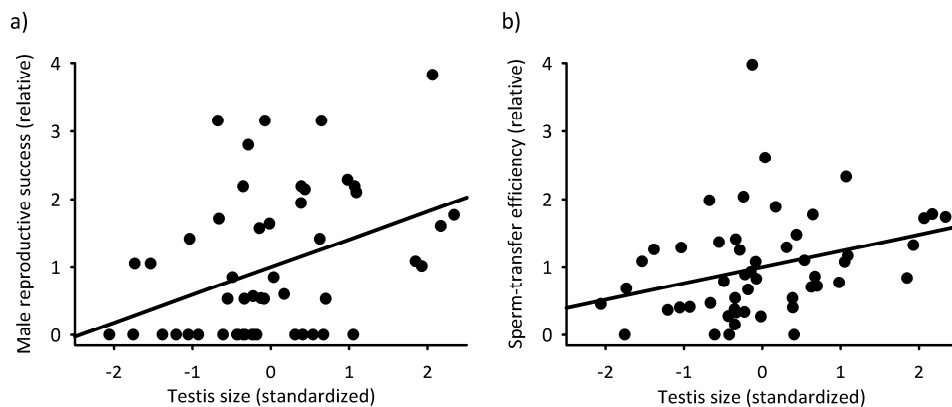 a)
Male reproductive success (relative)
4
3
2
1
0
-2 -1 0 1 2
Testis size (standardized)
b)
Sperm-transfer efficiency (relative)
4
3
2
1
0
-2 -1 0 1 2
Testis size (standardized)